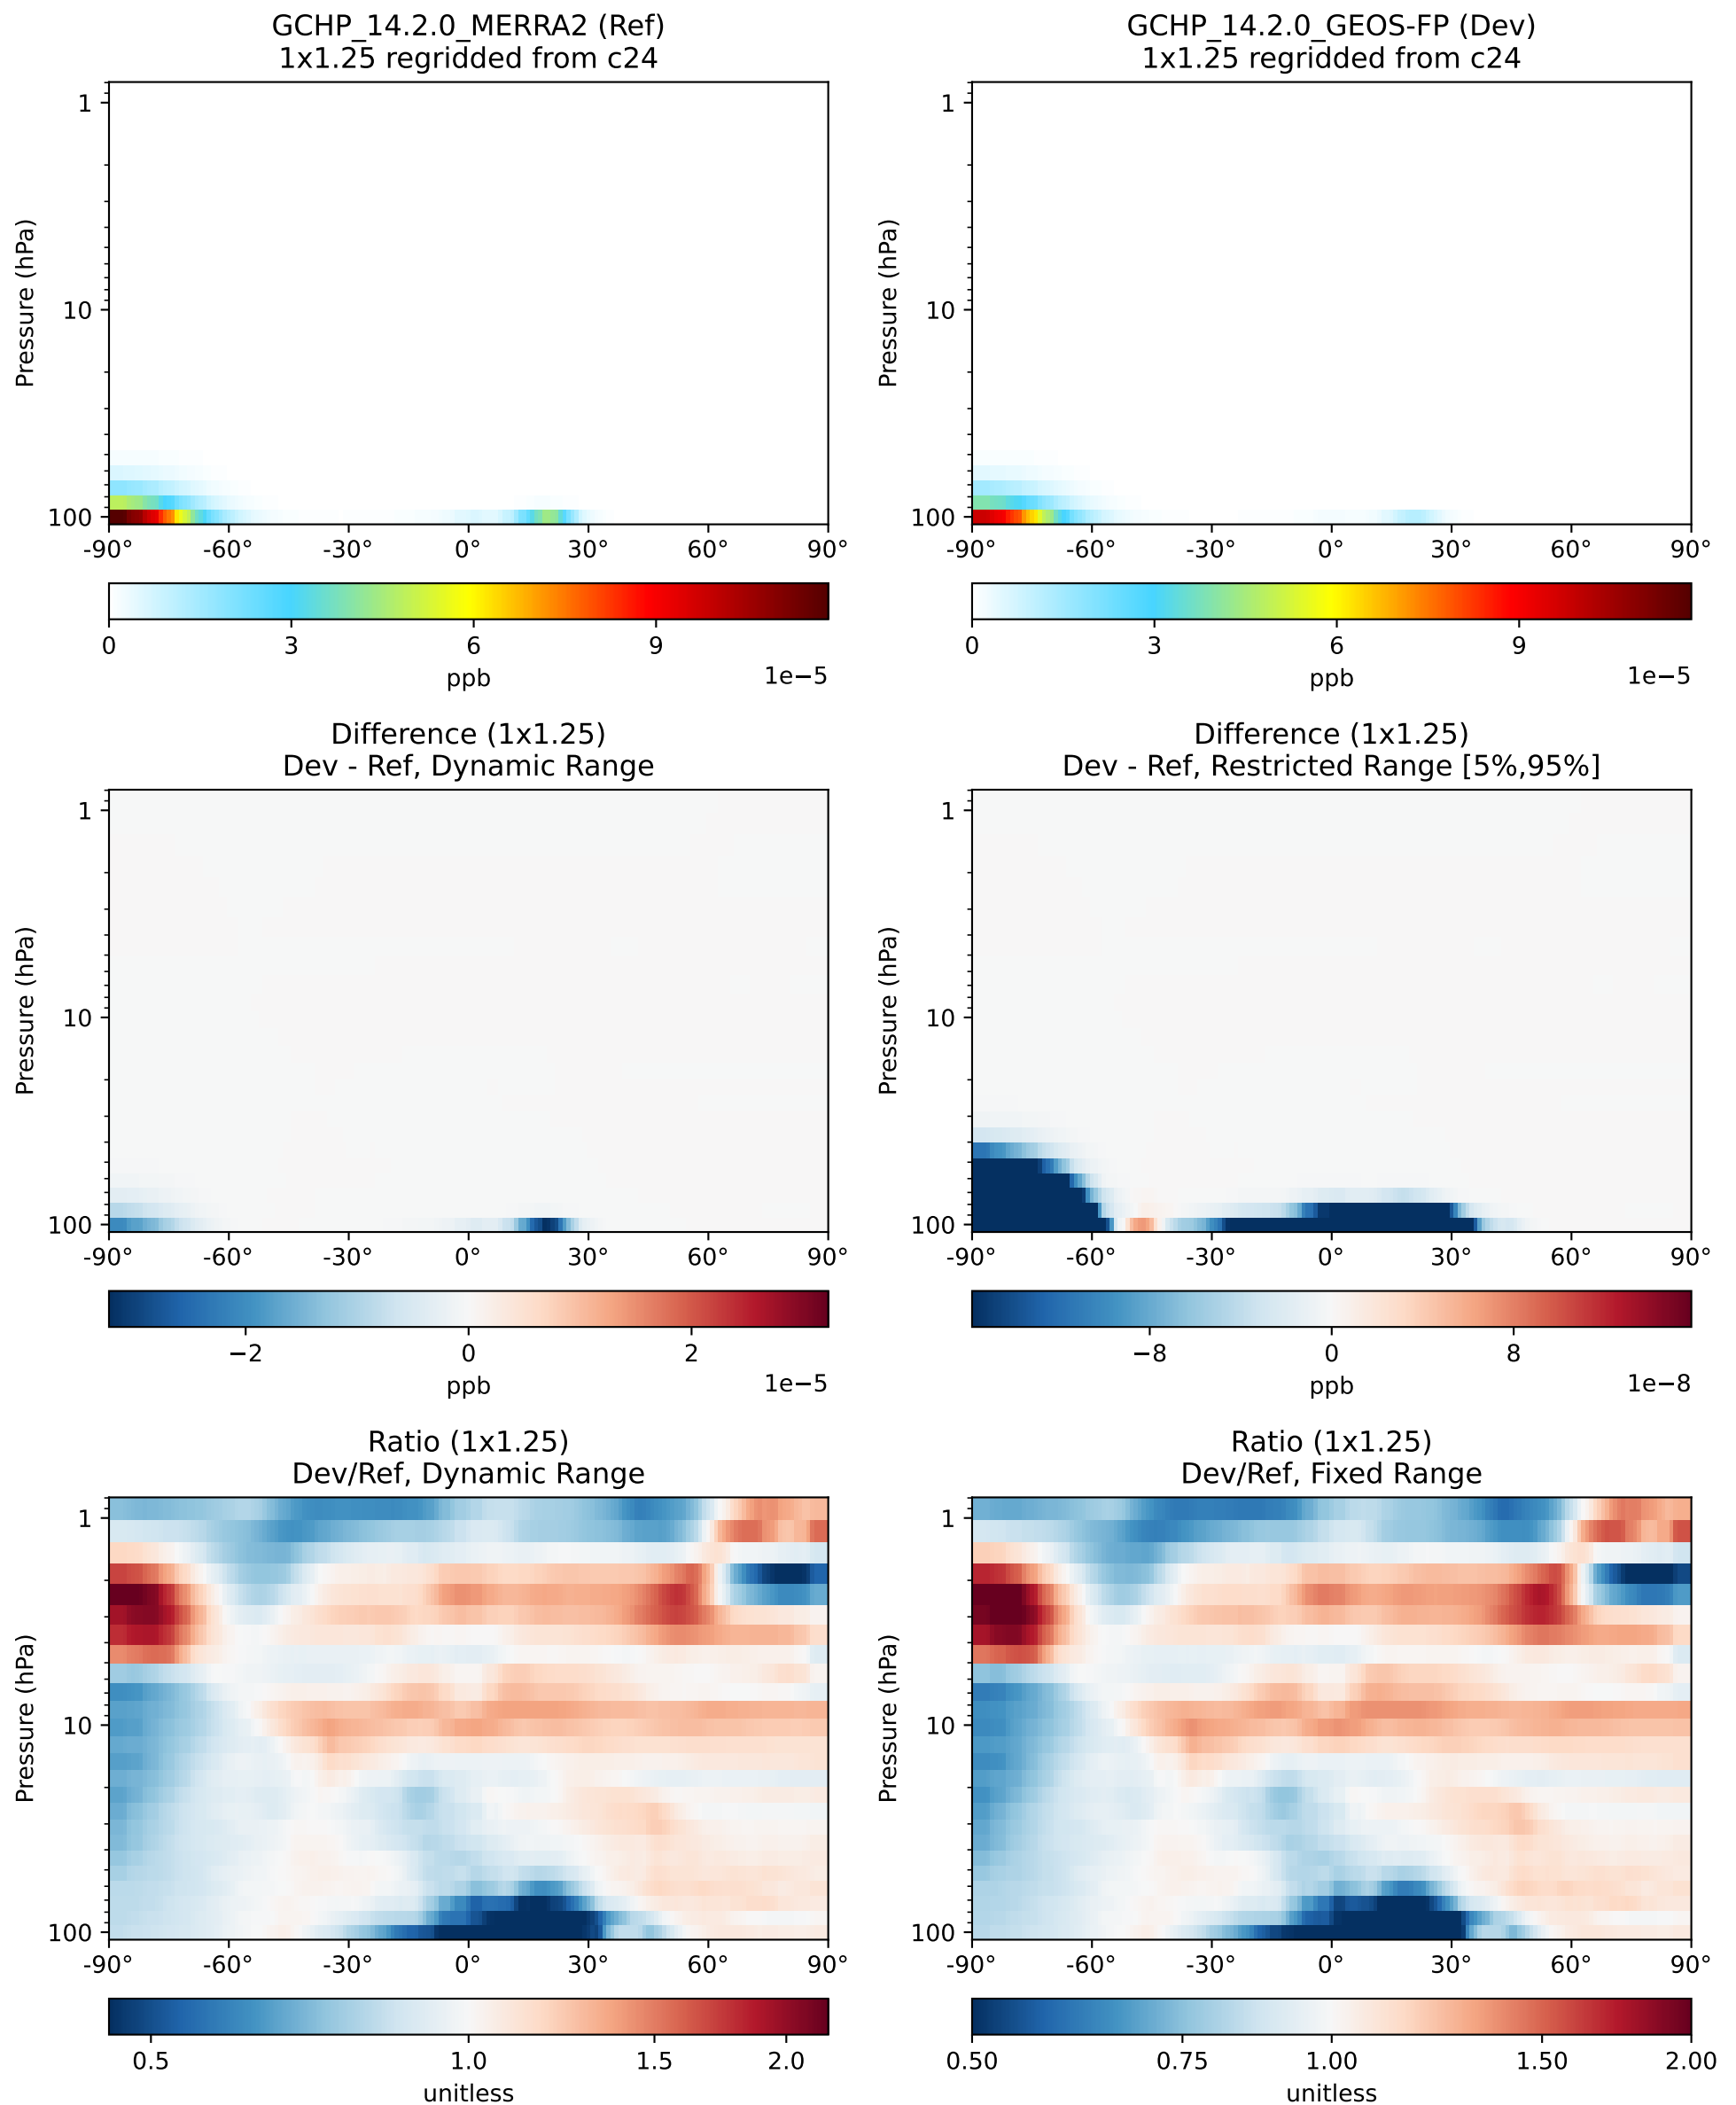 GCHP_14.2.0_MERRA2 (Ref)
1x1.25 regridded from c24
Pressure (hPa)
1
10
100
-90° -60° -30° 0° 30° 60° 90°
0 3 6 9
ppb
1e−5
GCHP_14.2.0_GEOS-FP (Dev)
1x1.25 regridded from c24
Pressure (hPa)
1
10
100
-90° -60° -30° 0° 30° 60° 90°
0 3 6 9
ppb
1e−5
Difference (1x1.25)
Dev - Ref, Dynamic Range
Pressure (hPa)
1
10
100
-90° -60° -30° 0° 30° 60° 90°
−2 0 2
ppb
1e−5
Difference (1x1.25)
Dev - Ref, Restricted Range [5%,95%]
Pressure (hPa)
1
10
100
-90° -60° -30° 0° 30° 60° 90°
−8 0 8
ppb
1e−8
Ratio (1x1.25)
Dev/Ref, Dynamic Range
Pressure (hPa)
1
10
100
-90° -60° -30° 0° 30° 60° 90°
0.5 1.0 1.5 2.0
unitless
Ratio (1x1.25)
Dev/Ref, Fixed Range
Pressure (hPa)
1
10
100
-90° -60° -30° 0° 30° 60° 90°
0.50 0.75 1.00 1.50 2.00
unitless